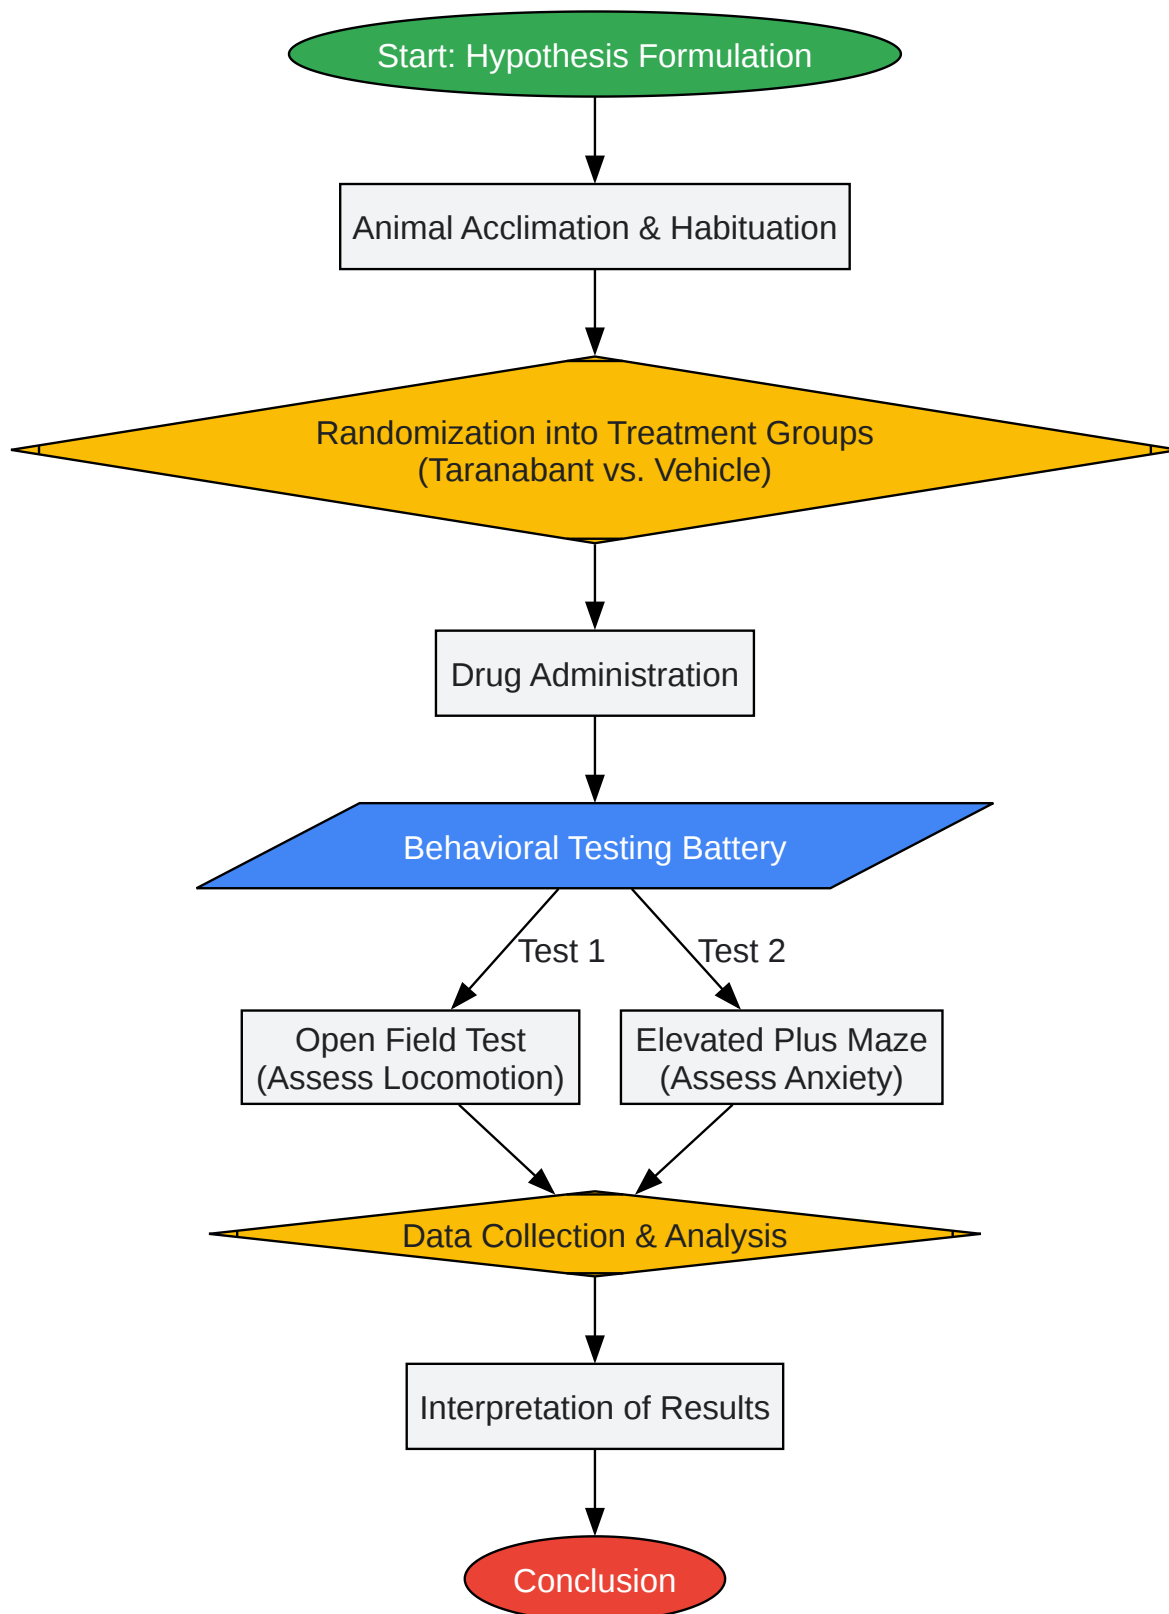 Start: Hypothesis Formulation
Animal Acclimation & Habituation
Randomization into Treatment Groups
(Taranabant vs. Vehicle)
Drug Administration
Behavioral Testing Battery
Test 1
Test 2
Open Field Test
(Assess Locomotion)
Elevated Plus Maze
(Assess Anxiety)
Data Collection & Analysis
Interpretation of Results
Conclusion